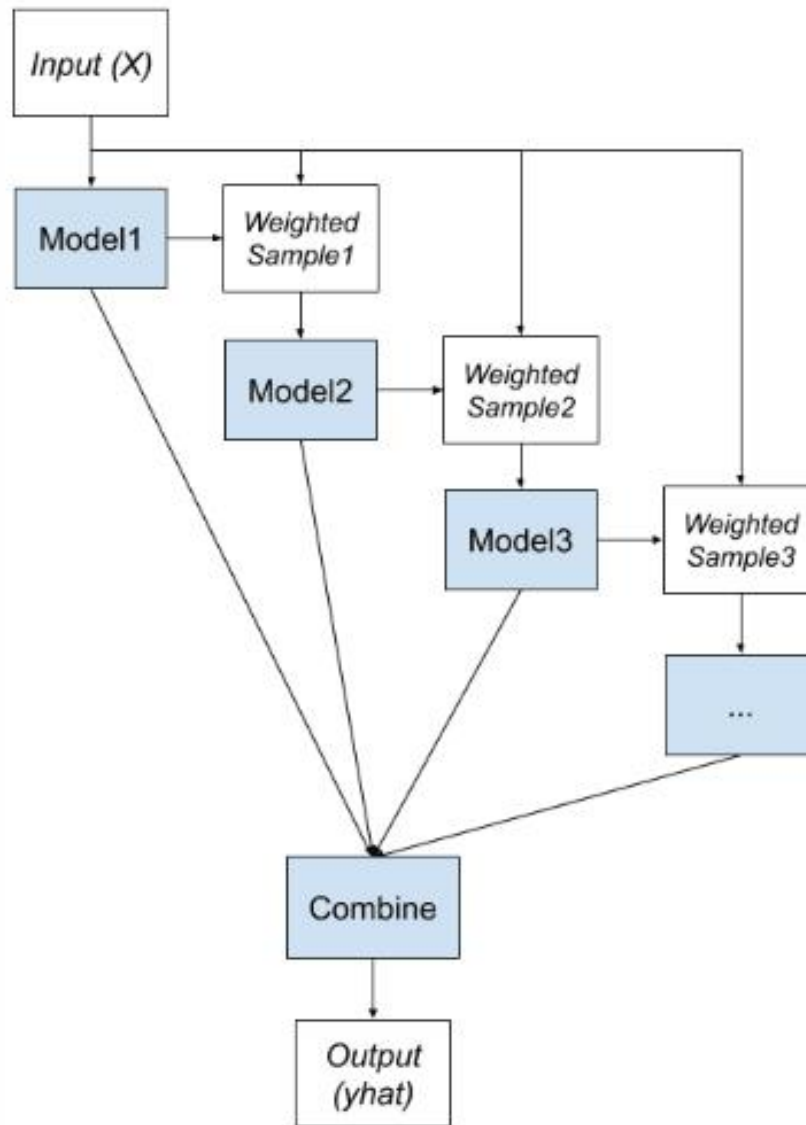 Input (X)
Model1
Weighted
Sample1
Model2
Weighted
Sample2
Model3
Weighted
Sample3
...
Combine
Output
(yhat)